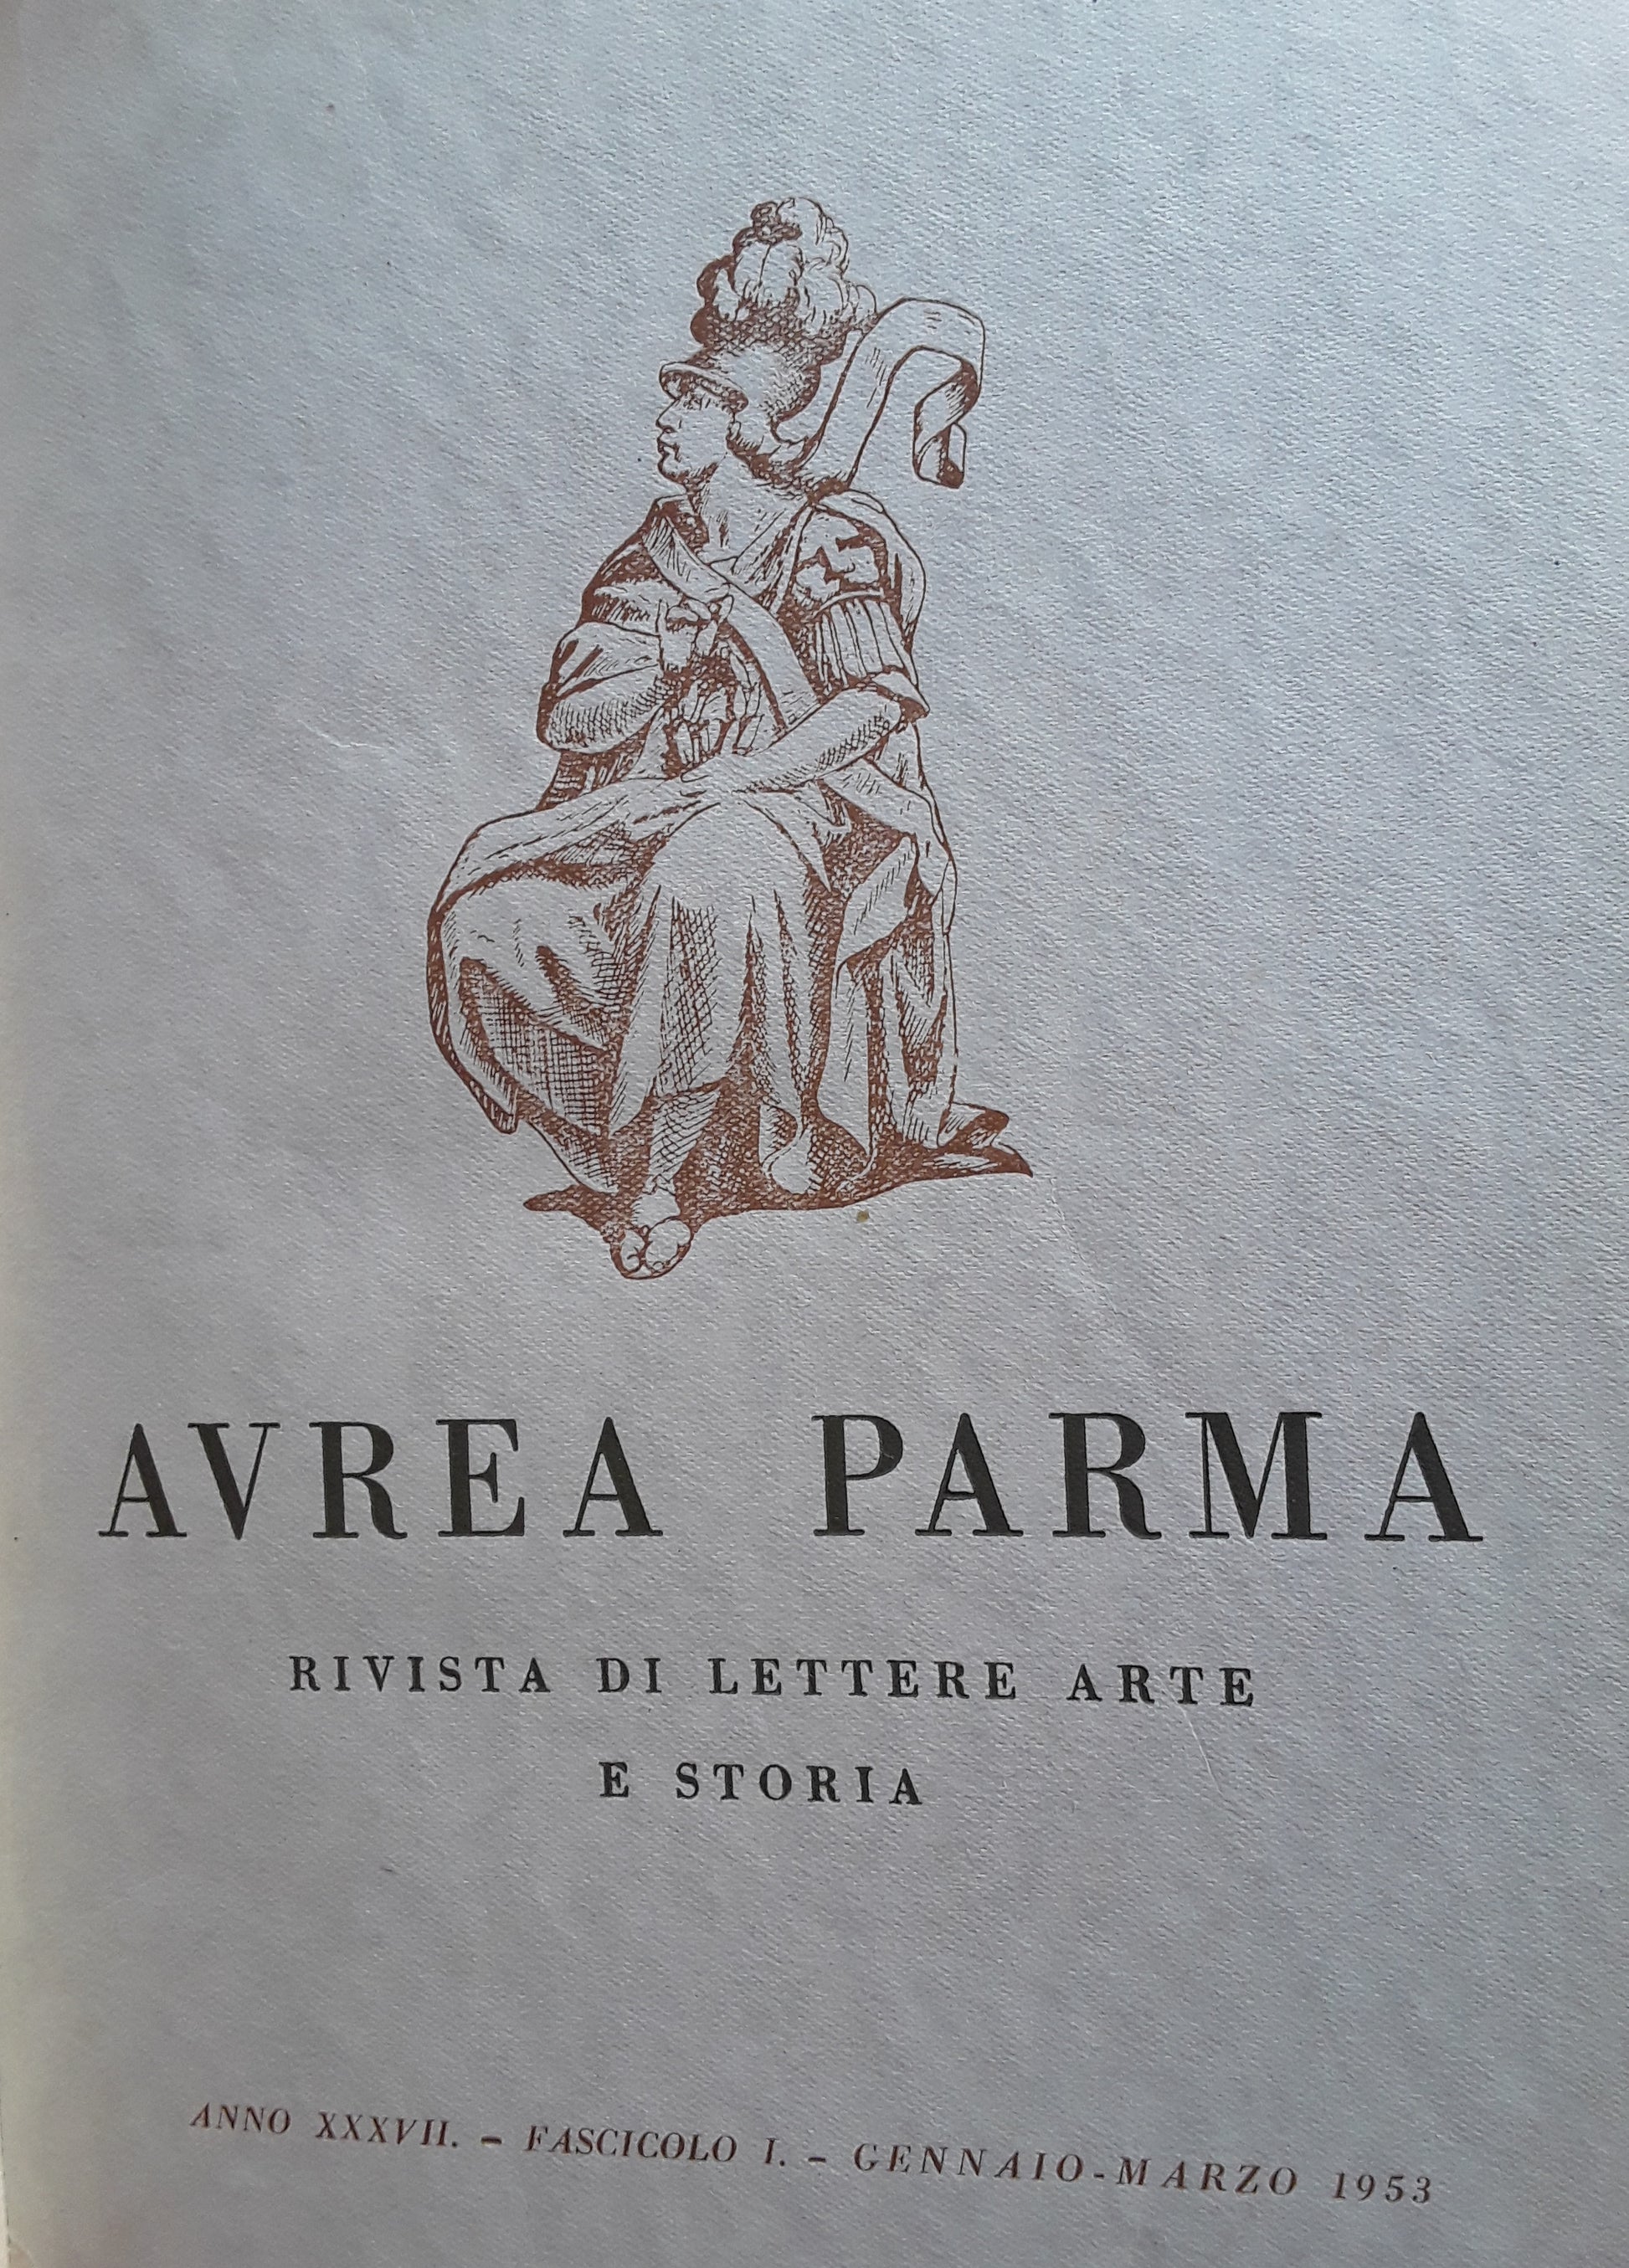 AVREA PARMA
RIVISTA DI LETTERE ARTE
E STORIA
ANNO XXXVII. - FASCICOLO I. - GENNAIO-MARZO 1953